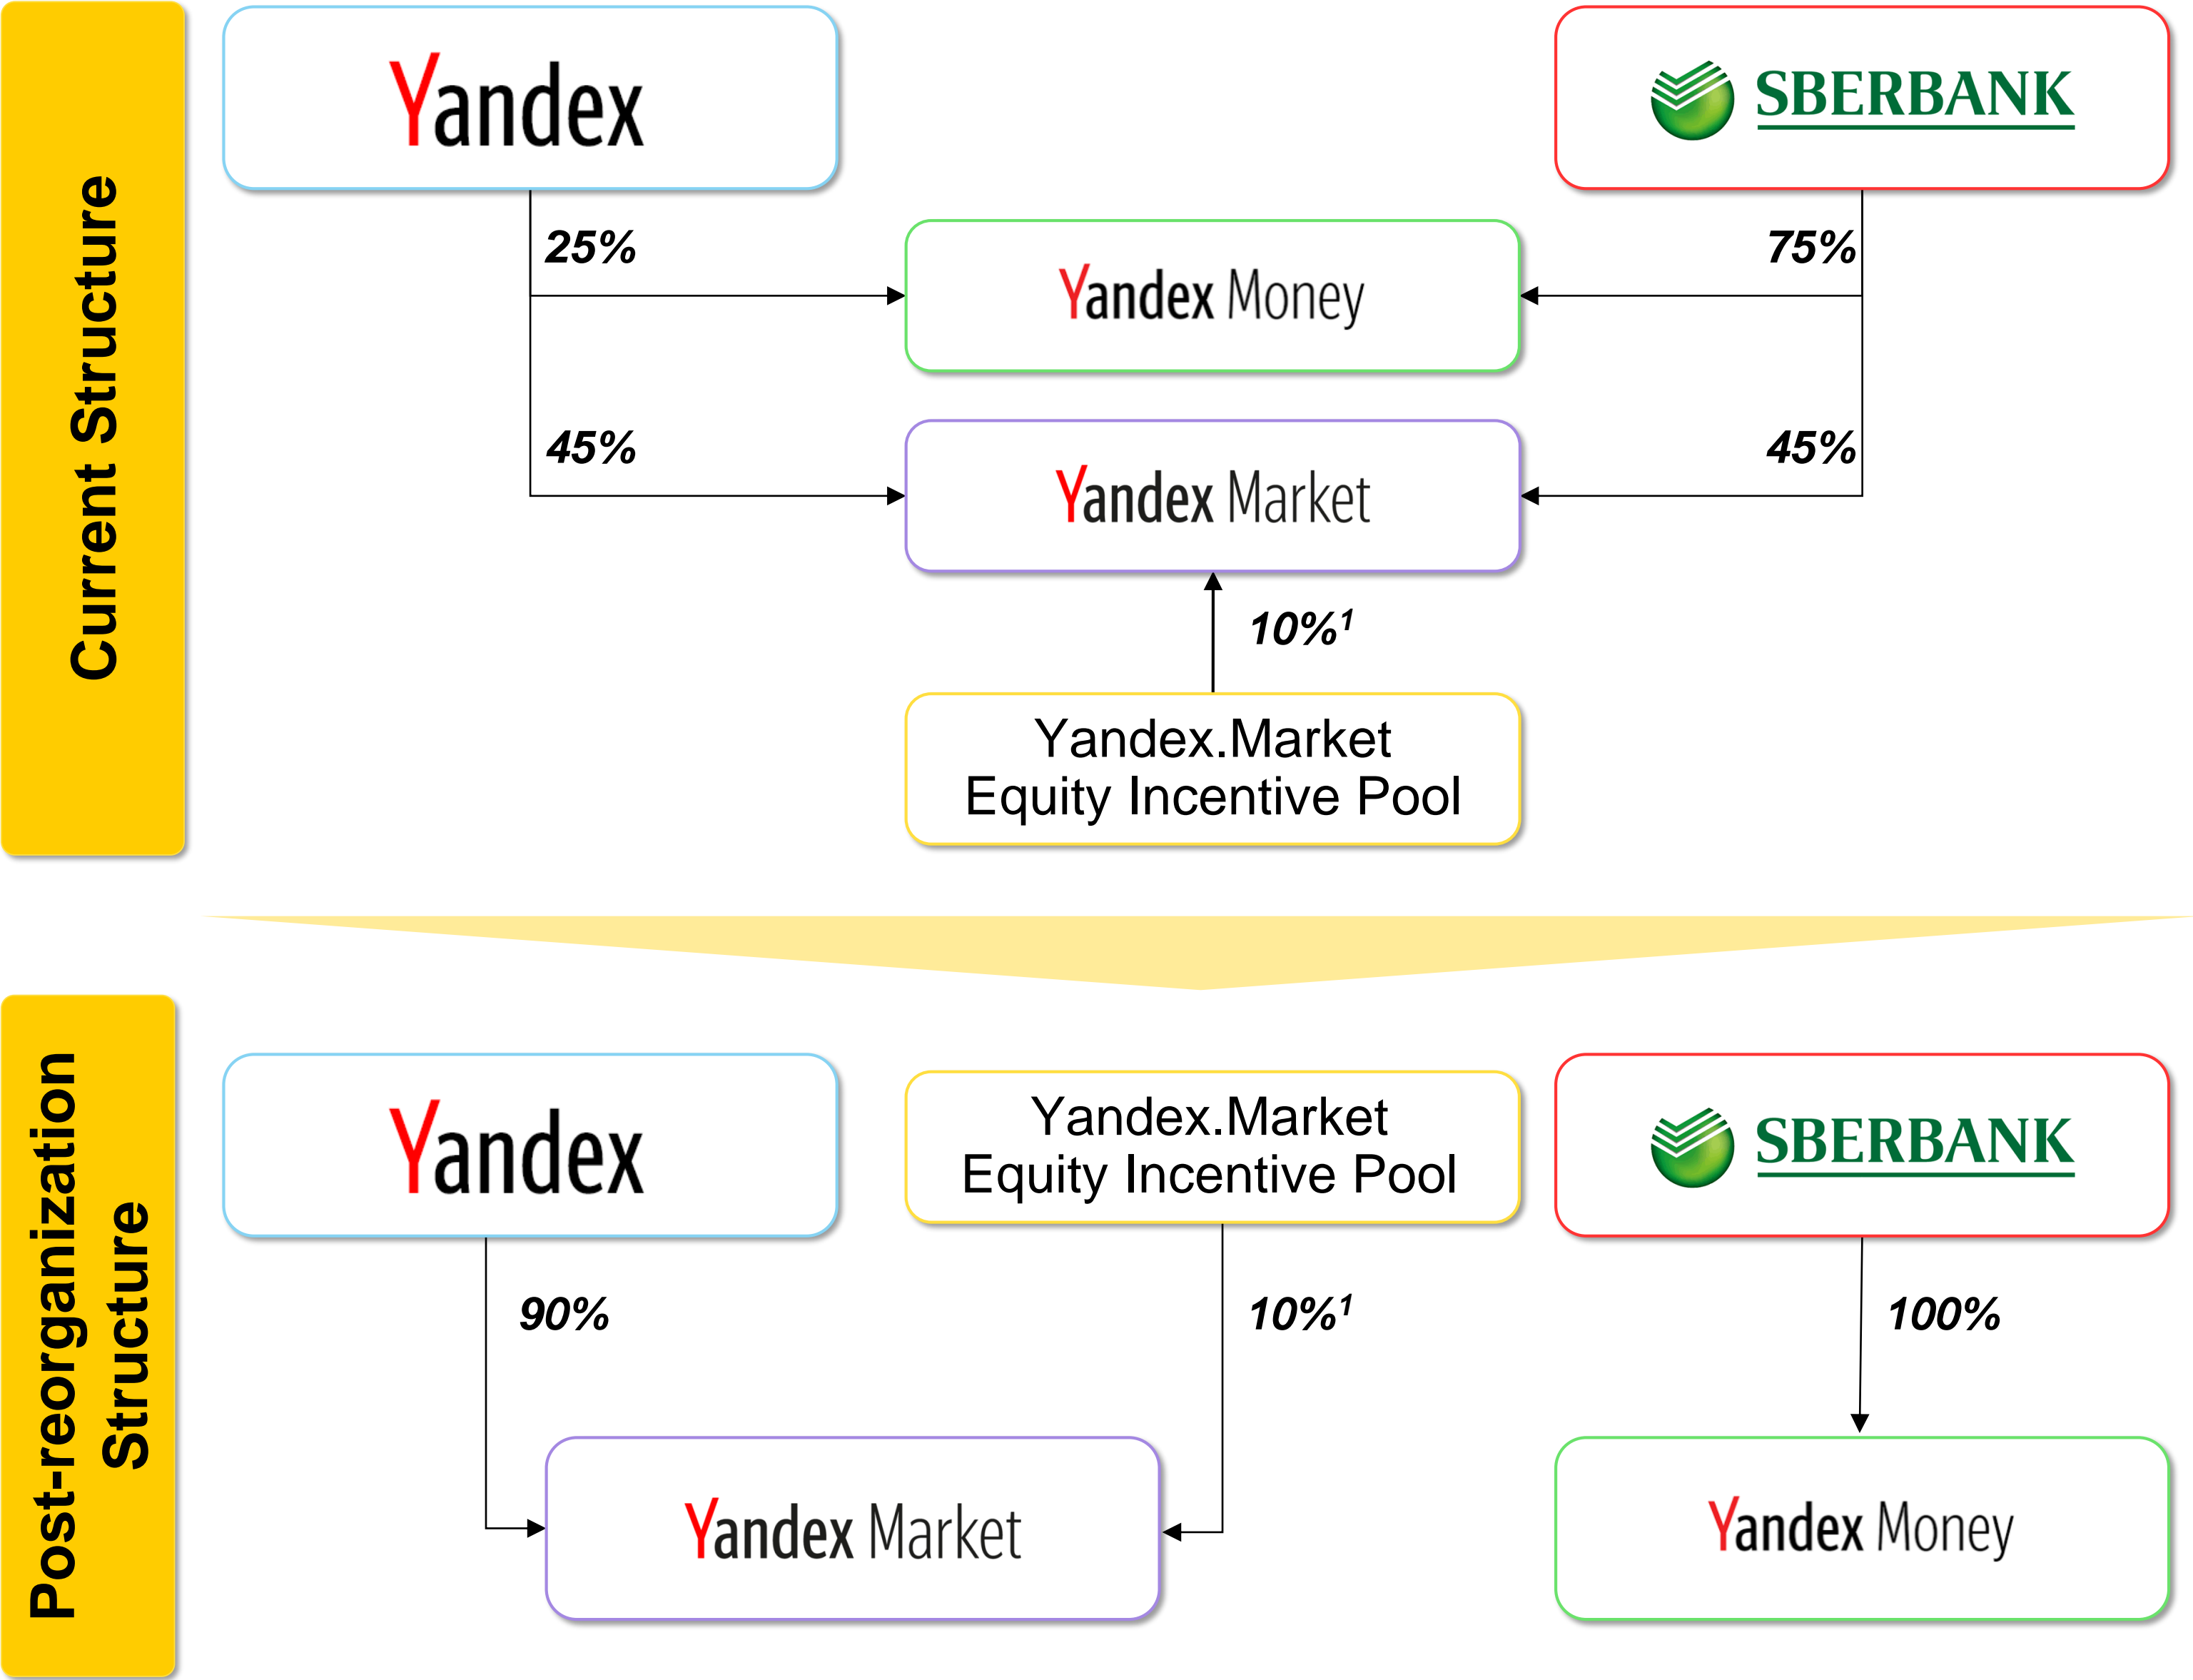 Current Structure
Yandex
SBERBANK
25%
75%
Yandex Money
45%
45%
Yandex Market
10%¹
Yandex.Market
Equity Incentive Pool
Post-reorganization
Structure
Yandex
Yandex.Market
Equity Incentive Pool
SBERBANK
90%
10%¹
100%
Yandex Market
Yandex Money